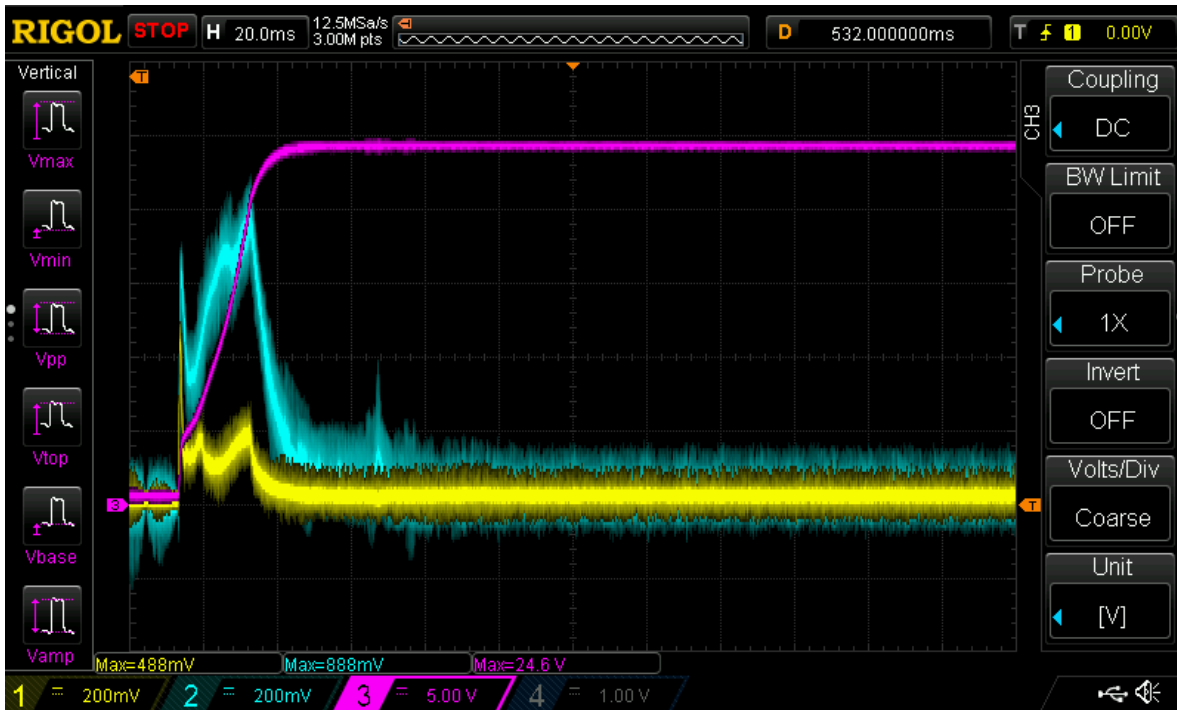 RIGOL STOP H 20.0ms 12.5MSa/s 3.00M pts D 532.000000ms T 1 0.00V
Vertical
Vmax
Vmin
Vpp
Vtop
Vbase
Vamp
T
3
T
CH3
Coupling
DC
BW Limit
OFF
Probe
1X
Invert
OFF
Volts/Div
Coarse
Unit
[V]
Max=488mV Max=888mV Max=24.6 V
1 200mV 2 200mV 3 5.00 V 4 1.00 V